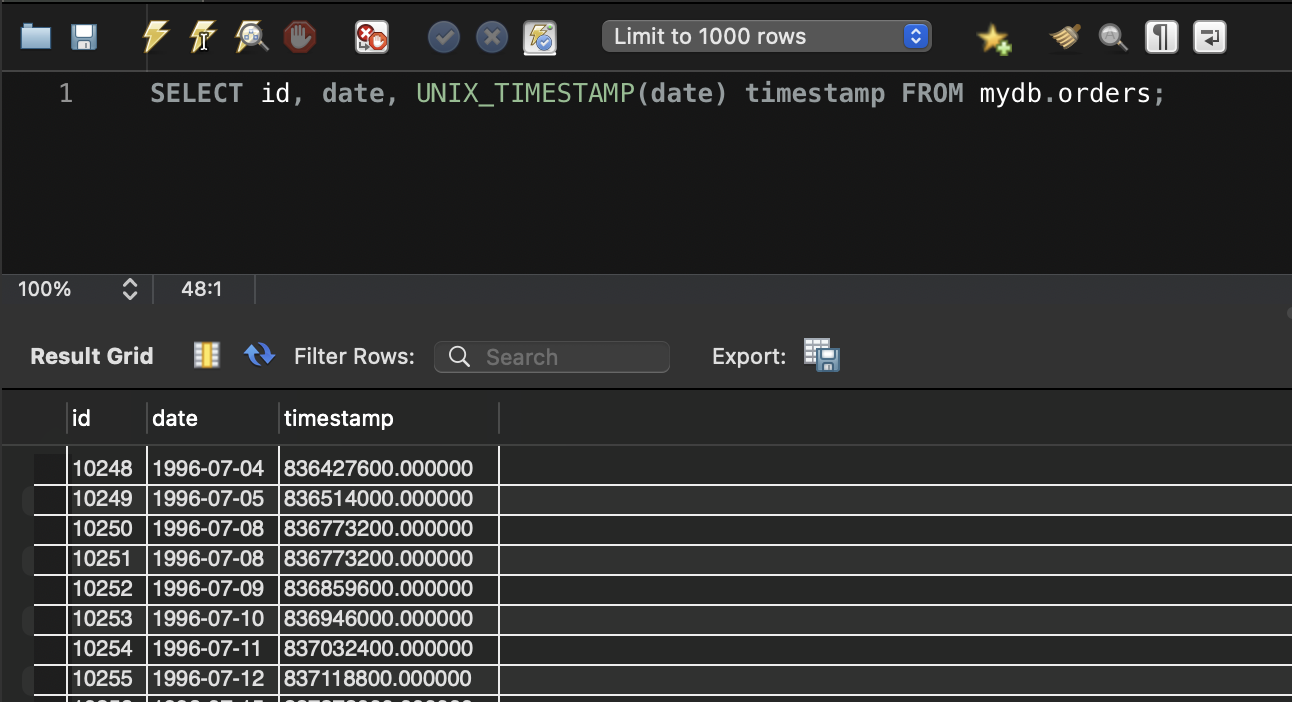 Limit to 1000 rows
1 SELECT id, date, UNIX_TIMESTAMP(date) timestamp FROM mydb.orders;
100% 48:1
Result Grid Filter Rows: Search Export:
id date timestamp
10248 1996-07-04 836427600.000000
10249 1996-07-05 836514000.000000
10250 1996-07-08 836773200.000000
10251 1996-07-08 836773200.000000
10252 1996-07-09 836859600.000000
10253 1996-07-10 836946000.000000
10254 1996-07-11 837032400.000000
10255 1996-07-12 837118800.000000